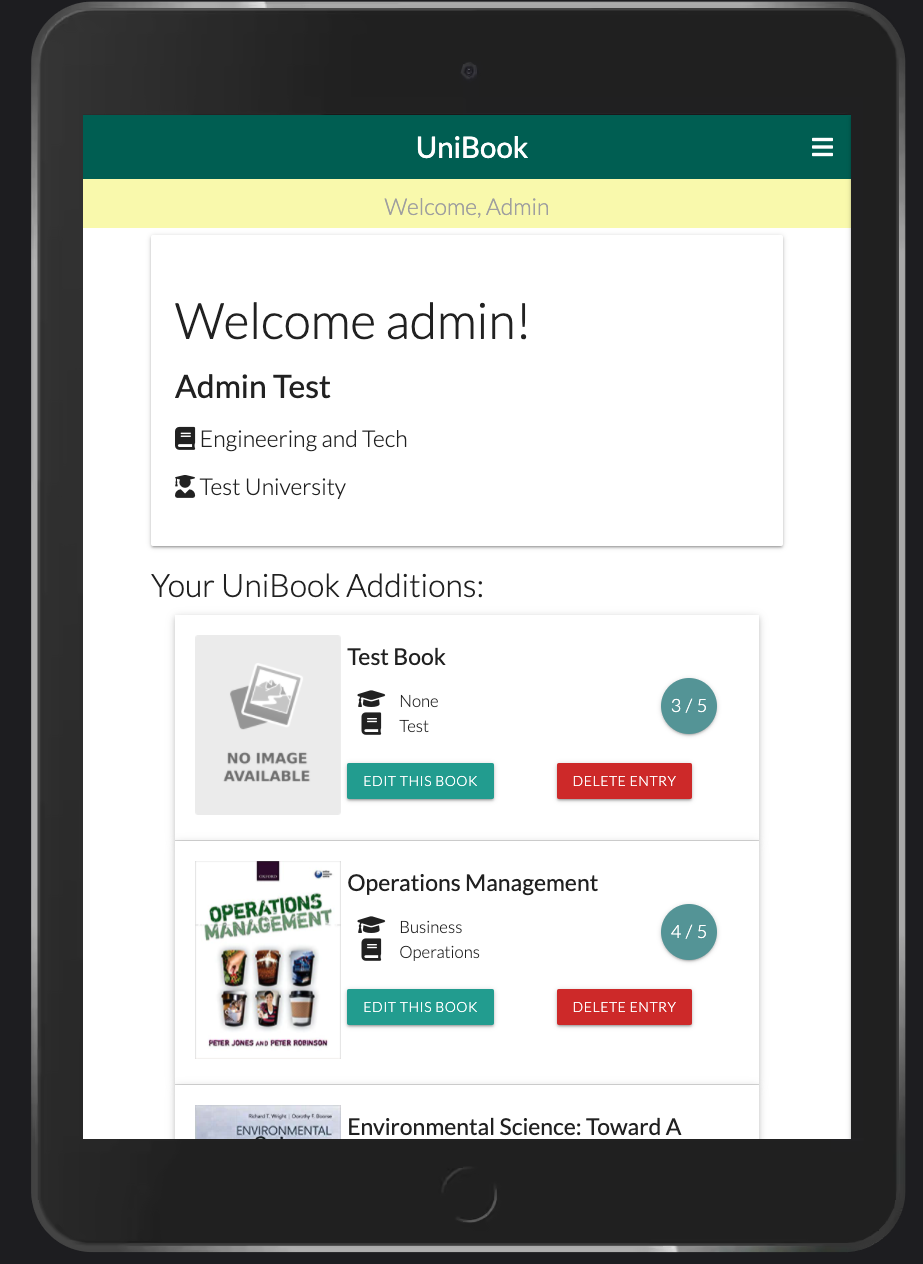 UniBook
Welcome, Admin
Welcome admin!
Admin Test
Engineering and Tech
Test University
Your UniBook Additions:
NO IMAGE
AVAILABLE
Test Book
None
Test
3 / 5
EDIT THIS BOOK
DELETE ENTRY
OXFORD
OPERATIONS
MANAGEMENT
PETER JONES AND PETER ROBINSON
Operations Management
Business
Operations
4 / 5
EDIT THIS BOOK
DELETE ENTRY
Richard T. Wright | Dorothy F. Boorse
ENVIRONMENTAL
Environmental Science: Toward A